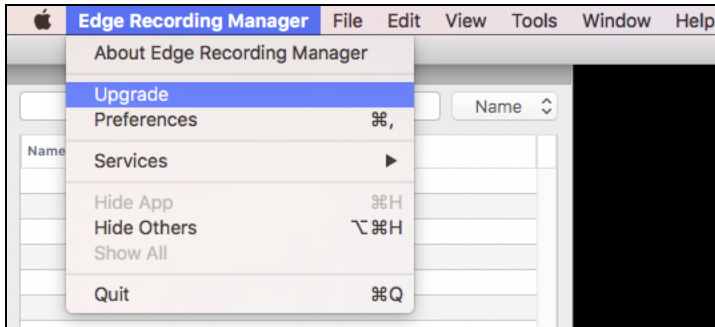 Edge Recording Manager File Edit View Tools Window Help
About Edge Recording Manager
Upgrade
Name
Preferences ⌘,
Name
Services ▶
Hide App ⌘H
Hide Others ⌥⌘H
Show All
Quit ⌘Q